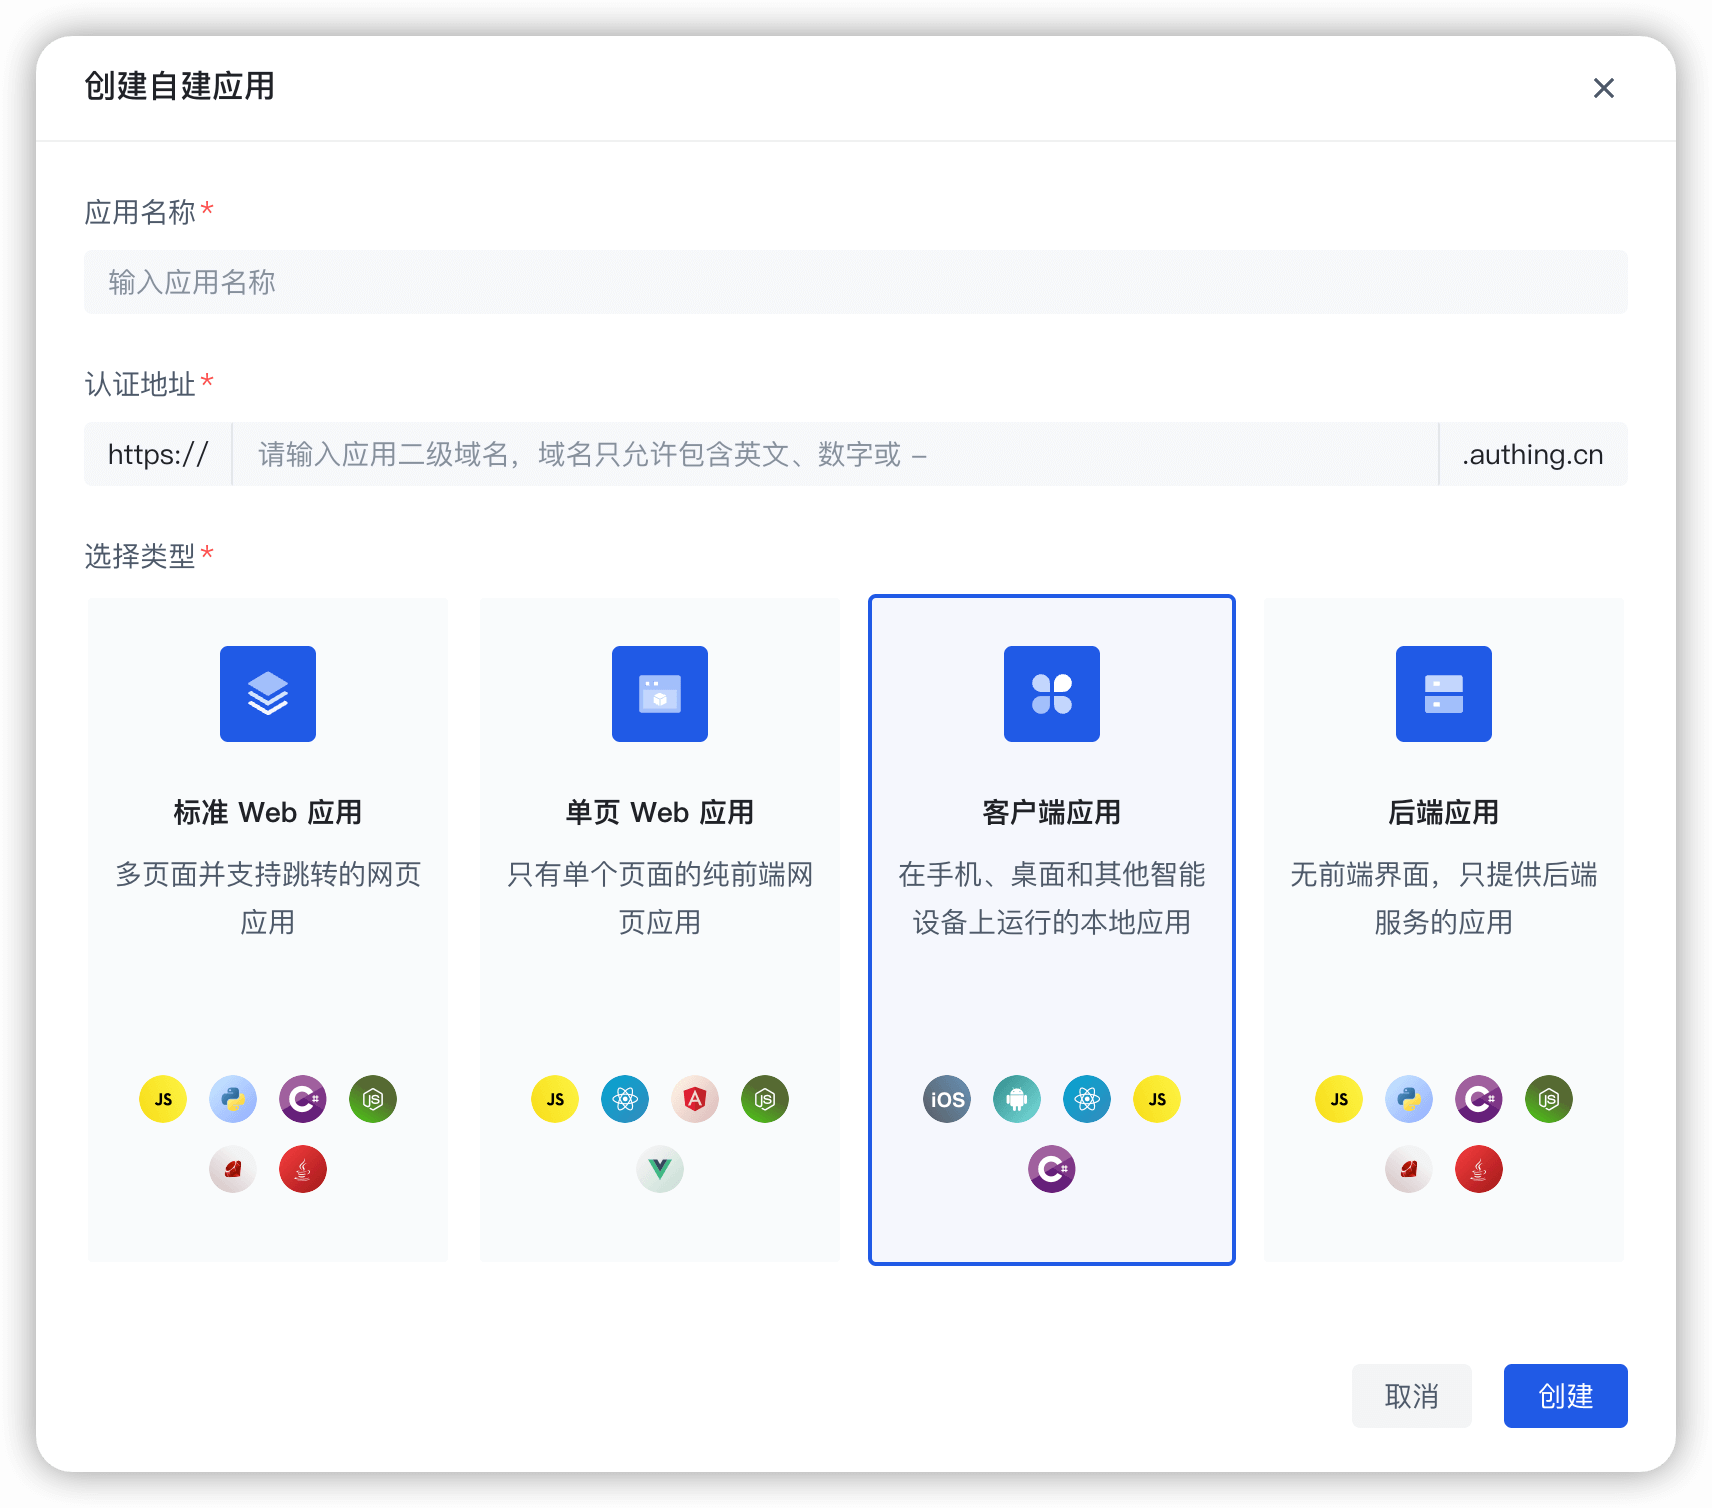 创建自建应用
应用名称*
输入应用名称
认证地址*
https:// 请输入应用二级域名，域名只允许包含英文、数字或 - .authing.cn
选择类型*
标准 Web 应用
多页面并支持跳转的网页
应用
JS C# JS
单页 Web 应用
只有单个页面的纯前端网
页应用
JS A JS
客户端应用
在手机、桌面和其他智能
设备上运行的本地应用
iOS JS
C#
后端应用
无前端界面，只提供后端
服务的应用
JS C# JS
取消 创建